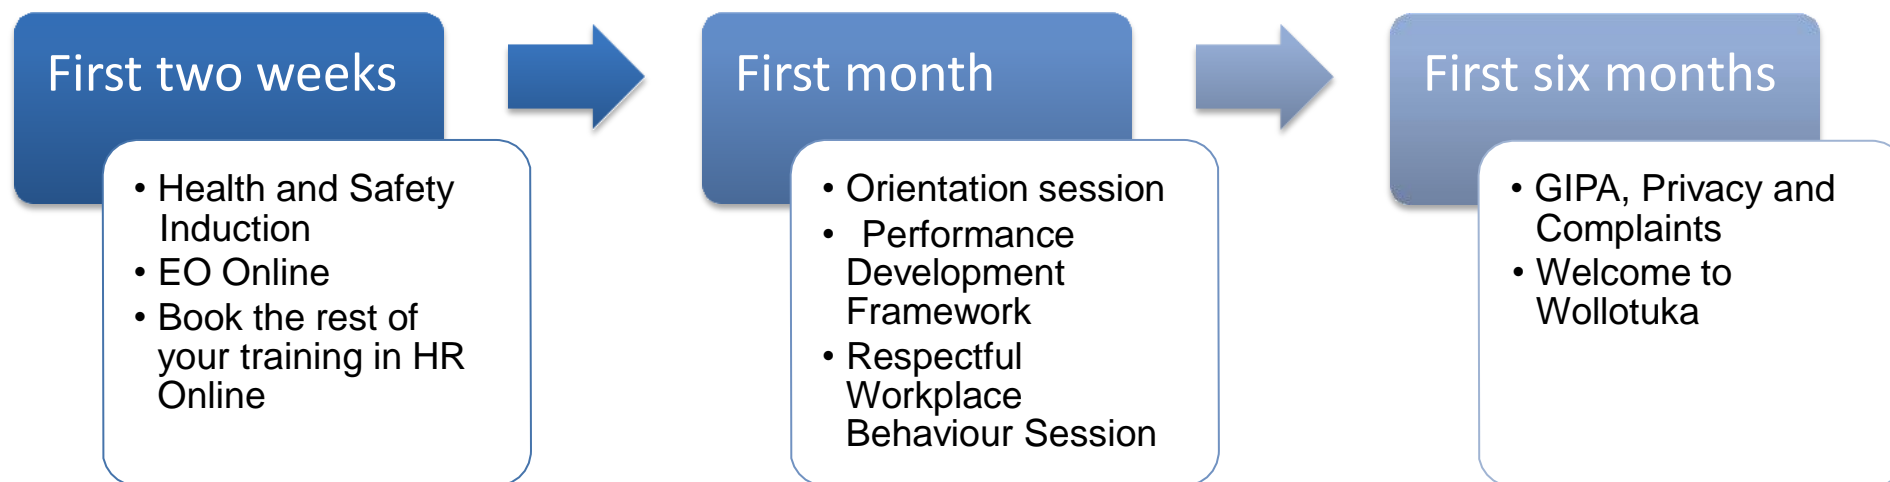 First two weeks
• Health and Safety
Induction
• EO Online
• Book the rest of
your training in HR
Online
First month
• Orientation session
• Performance
Development
Framework
• Respectful
Workplace
Behaviour Session
First six months
• GIPA, Privacy and
Complaints
• Welcome to
Wollotuka